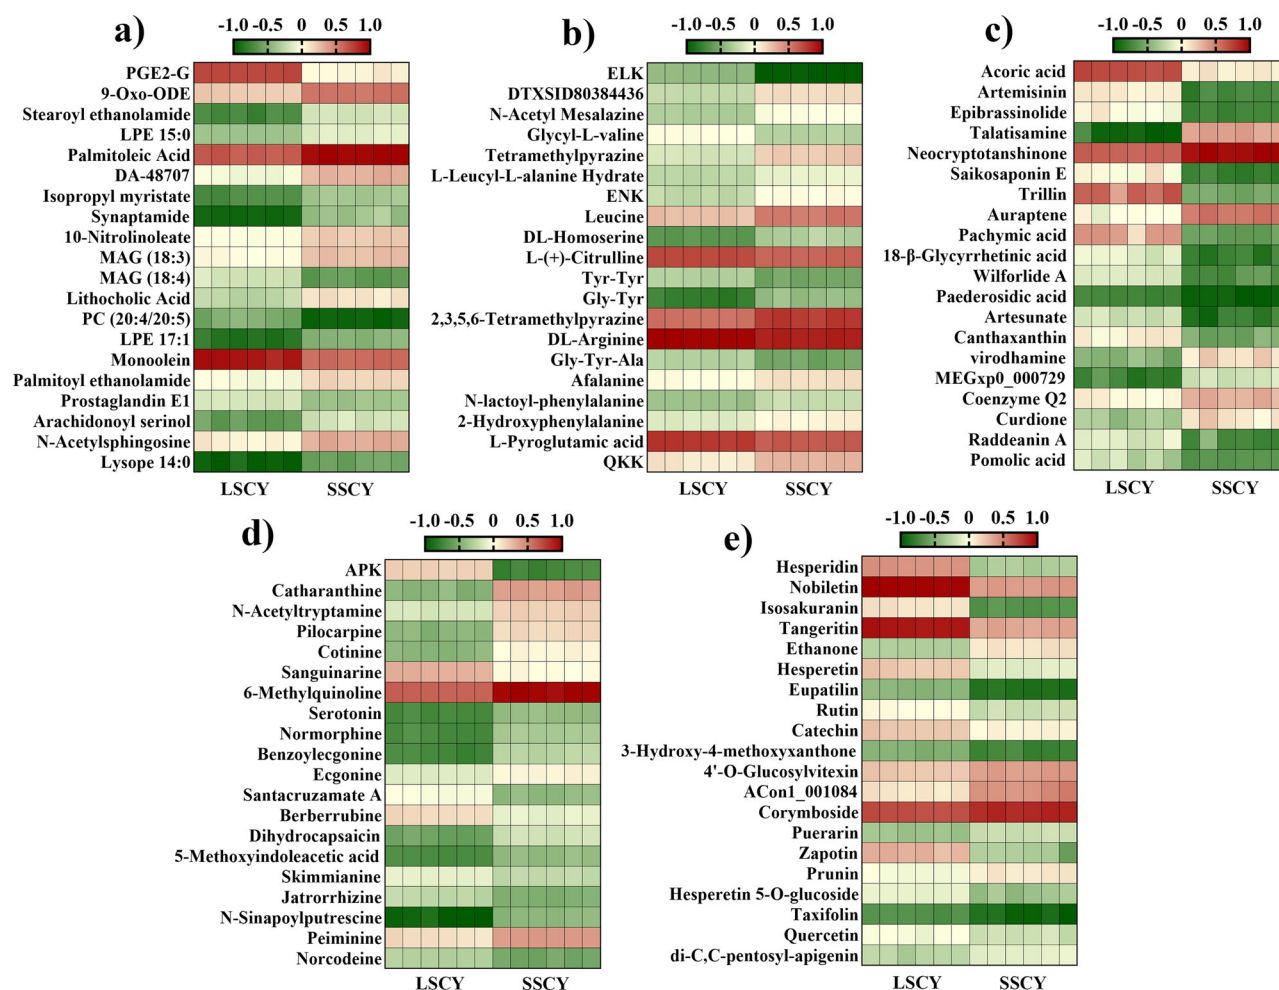 a)
-1.0 -0.5 0 0.5 1.0
PGE2-G
9-Oxo-ODE
Stearoyl ethanolamide
LPE 15:0
Palmitoleic Acid
DA-48707
Isopropyl myristate
Synaptamide
10-Nitrolinoleate
MAG (18:3)
MAG (18:4)
Lithocholic Acid
PC (20:4/20:5)
LPE 17:1
Monoolein
Palmitoyl ethanolamide
Prostaglandin E1
Arachidonoyl serinol
N-Acetylsphingosine
Lysope 14:0
LSCY SSCY
b)
-1.0 -0.5 0 0.5 1.0
ELK
DTXSID80384436
N-Acetyl Mesalazine
Glycyl-L-valine
Tetramethylpyrazine
L-Leucyl-L-alanine Hydrate
ENK
Leucine
DL-Homoserine
L-(+)-Citrulline
Tyr-Tyr
Gly-Tyr
2,3,5,6-Tetramethylpyrazine
DL-Arginine
Gly-Tyr-Ala
Afalanine
N-lactoyl-phenylalanine
2-Hydroxyphenylalanine
L-Pyroglutamic acid
QKK
LSCY SSCY
c)
-1.0 -0.5 0 0.5 1.0
Acoric acid
Artemisinin
Epibrassinolide
Talatisamine
Neocryptotanshinone
Saikosaponin E
Trillin
Auraptene
Pachymic acid
18-β-Glycyrrhetinic acid
Wilforlide A
Paederosidic acid
Artesunate
Canthaxanthin
virodhamine
MEGxp0_000729
Coenzyme Q2
Curdione
Raddeanin A
Pomolic acid
LSCY SSCY
d)
-1.0 -0.5 0 0.5 1.0
APK
Catharanthine
N-Acetyltryptamine
Pilocarpine
Cotinine
Sanguinarine
6-Methylquinoline
Serotonin
Normorphine
Benzoylecgonine
Ecgonine
Santacruzamate A
Berberrubine
Dihydrocapsaicin
5-Methoxyindoleacetic acid
Skimmianine
Jatrorrhizine
N-Sinapoylputrescine
Peiminine
Norcodeine
LSCY SSCY
e)
-1.0 -0.5 0 0.5 1.0
Hesperidin
Nobiletin
Isosakuranin
Tangeritin
Ethanone
Hesperetin
Eupatilin
Rutin
Catechin
3-Hydroxy-4-methoxyxanthone
4'-O-Glucosylvitexin
ACon1_001084
Corymboside
Puerarin
Zapotin
Prunin
Hesperetin 5-O-glucoside
Taxifolin
Quercetin
di-C,C-pentosyl-apigenin
LSCY SSCY